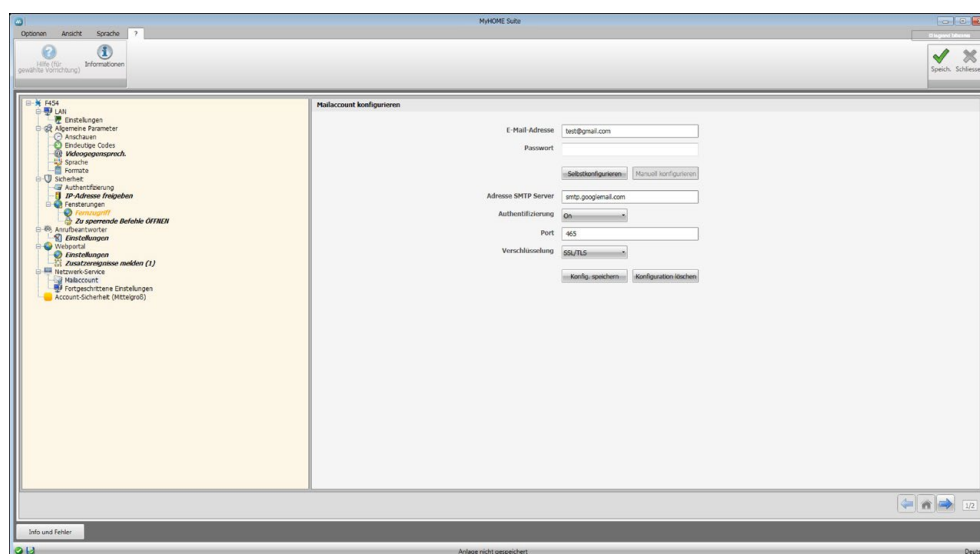 MyHOME Suite
Optionen Ansicht Sprache ?
Hilfe (für gewählte Vorrichtung)
Informationen
Speich. Schliesse
F454
LAN
Einstellungen
Allgemeine Parameter
Anschauen
Eindeutige Codes
Videogegensprech.
Sprache
Formate
Sicherheit
Authentifizierung
IP-Adresse freigeben
Fensterungen
Fernzugriff
Zu sperrende Befehle ÖFFNEN
Anrufbeantworter
Einstellungen
Webportal
Einstellungen
Zusatzereignisse melden (1)
Netzwerk-Service
Mailaccount
Fortgeschrittene Einstellungen
Account-Sicherheit (Mittelgroß)
Mailaccount konfigurieren
E-Mail-Adresse test@gmail.com
Passwort
Selbstkonfigurieren Manuell konfigurieren
Adresse SMTP Server smtp.googlemail.com
Authentifizierung On
Port 465
Verschlüsselung SSL/TLS
Konfig. speichern Konfiguration löschen
1/2
Info und Fehler
Anlage nicht gespeichert